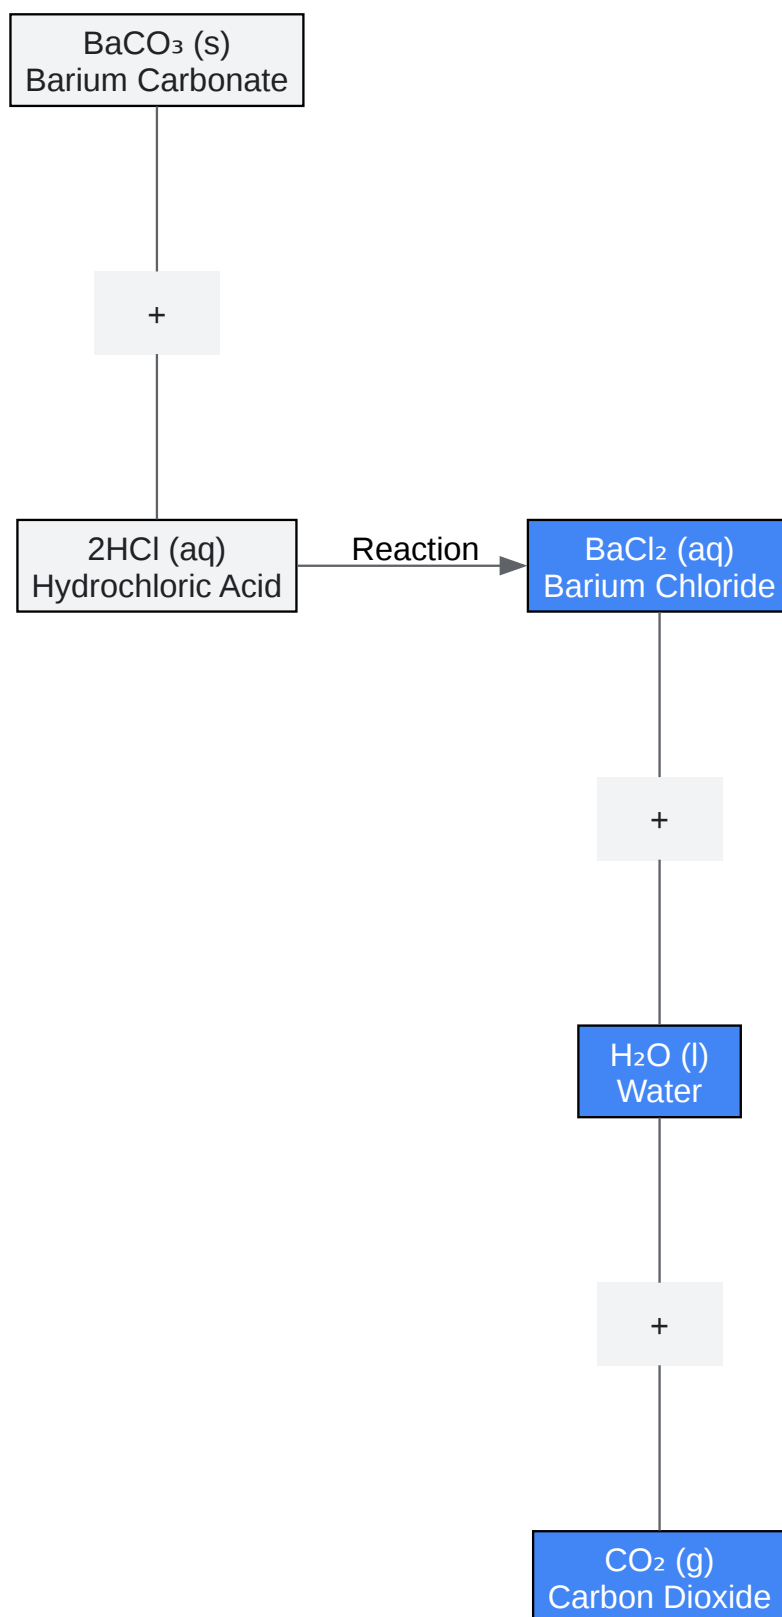 BaCO₃ (s)
Barium Carbonate
+
2HCl (aq)
Hydrochloric Acid
Reaction
BaCl₂ (aq)
Barium Chloride
+
H₂O (l)
Water
+
CO₂ (g)
Carbon Dioxide